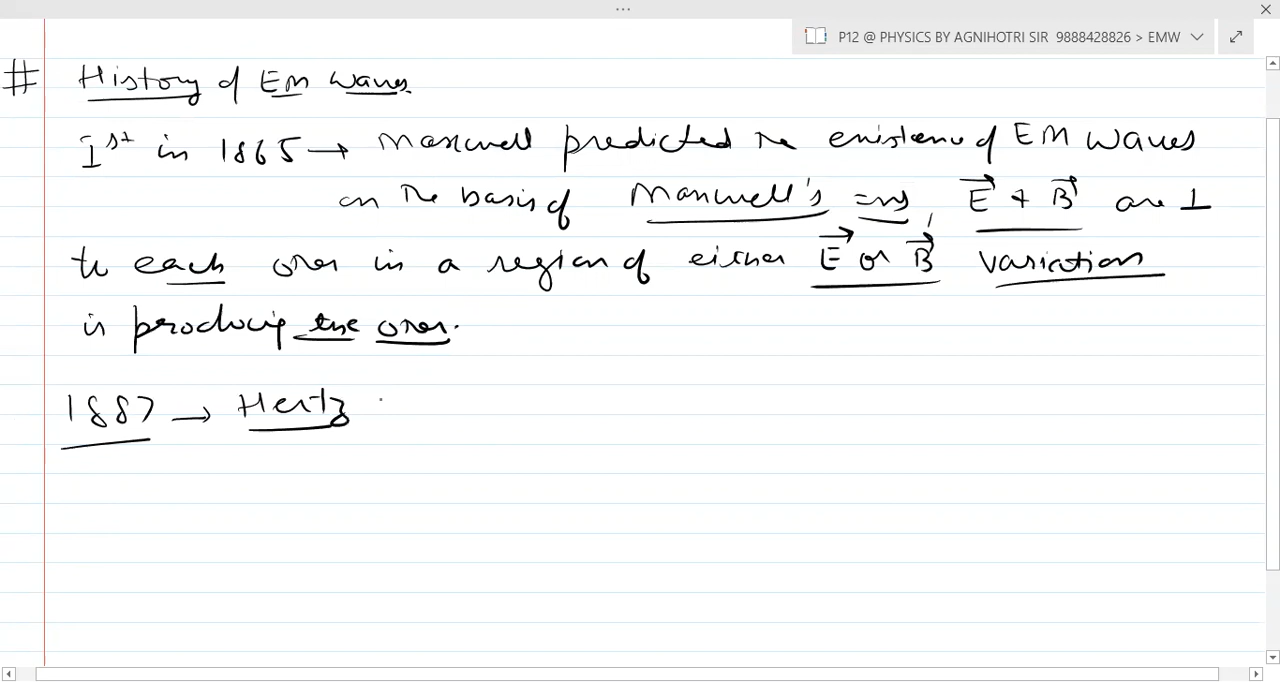 P12 @ PHYSICS BY AGNIHOTRI SIR 9888428826 > EMW
# History of EM Waves.
Ist in 1865 → Maxwell predicted the existence of EM Waves
on the basis of Maxwell's =ns, E⃗ + B⃗ are ⊥
to each other in a region of either E⃗ or B⃗ variation
is producing the other.
1887 → Hertz